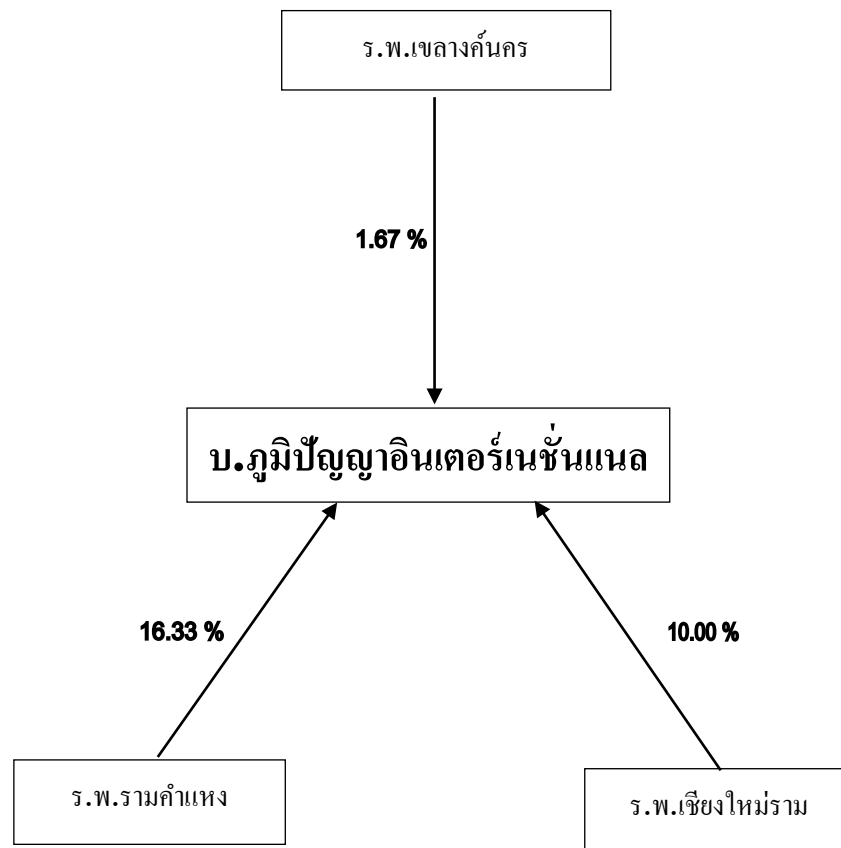 ร.พ.เขลางค์นคร
1.67 %
บ.ภูมิปัญญาอินเตอร์เนชั่นแนล
16.33 %
10.00 %
ร.พ.รามคำแหง
ร.พ.เชียงใหม่ราม